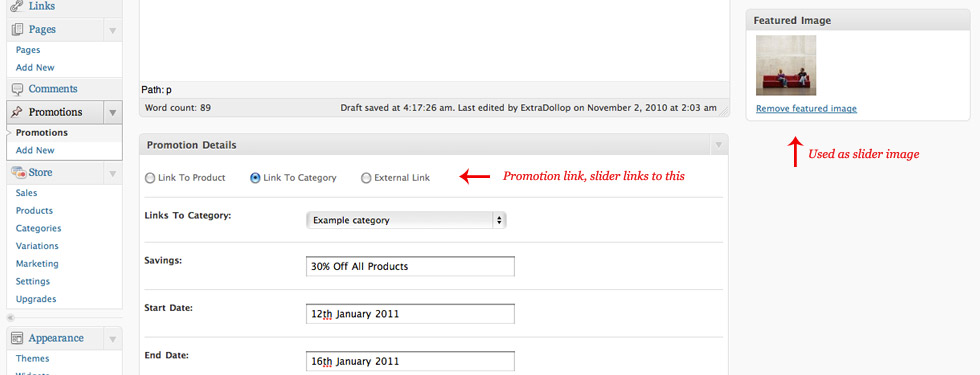 Links
Pages
Pages
Add New
Comments
Promotions
Promotions
Add New
Store
Sales
Products
Categories
Variations
Marketing
Settings
Upgrades
Appearance
Themes
Path: p
Word count: 89
Draft saved at 4:17:26 am. Last edited by ExtraDollop on November 2, 2010 at 2:03 am
Promotion Details
Link To Product
Link To Category
External Link
Promotion link, slider links to this
Links To Category:
Example category
Savings:
30% Off All Products
Start Date:
12th January 2011
End Date:
16th January 2011
Featured Image
Remove featured image
Used as slider image